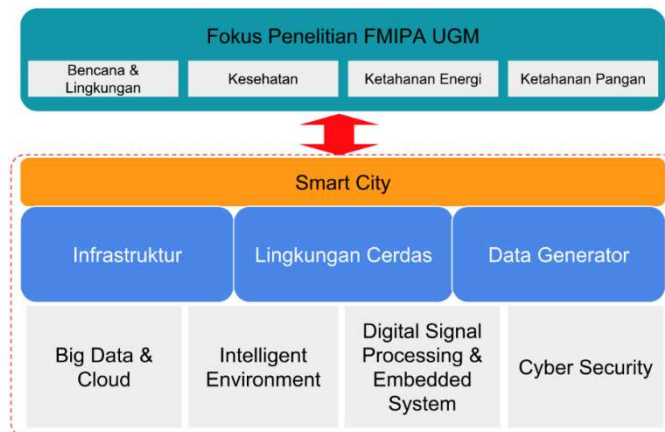 Fokus Penelitian FMIPA UGM
Bencana &
Lingkungan
Kesehatan
Ketahanan Energi
Ketahanan Pangan
Smart City
Infrastruktur
Lingkungan Cerdas
Data Generator
Big Data &
Cloud
Intelligent
Environment
Digital Signal
Processing &
Embedded
System
Cyber Security